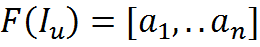 F(I_u) = [a_1,..a_n]